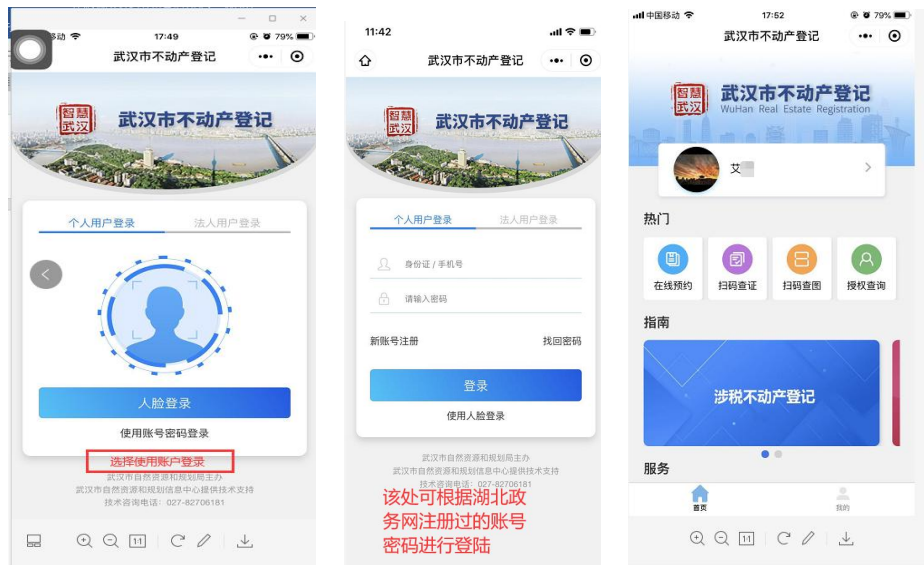 移动
17:49
79%
武汉市不动产登记
智慧
武汉
武汉市不动产登记
个人用户登录
法人用户登录
人脸登录
使用账号密码登录
选择使用账户登录
武汉市自然资源和规划局主办
武汉市自然资源和规划信息中心提供技术支持
技术咨询电话：027-82706181
1:1
11:42
武汉市不动产登记
智慧
武汉
武汉市不动产登记
个人用户登录
法人用户登录
身份证 / 手机号
请输入密码
新账号注册
找回密码
登录
使用人脸登录
武汉市自然资源和规划局主办
武汉市自然资源和规划信息中心提供技术支持
技术咨询电话：027-82706181
该处可根据湖北政
务网注册过的账号
密码进行登陆
中国移动
17:52
79%
武汉市不动产登记
智慧
武汉
武汉市不动产登记
WuHan Real Estate Registration
艾
热门
在线预约
扫码查证
扫码查图
授权查询
指南
涉税不动产登记
服务
首页
我的
1:1